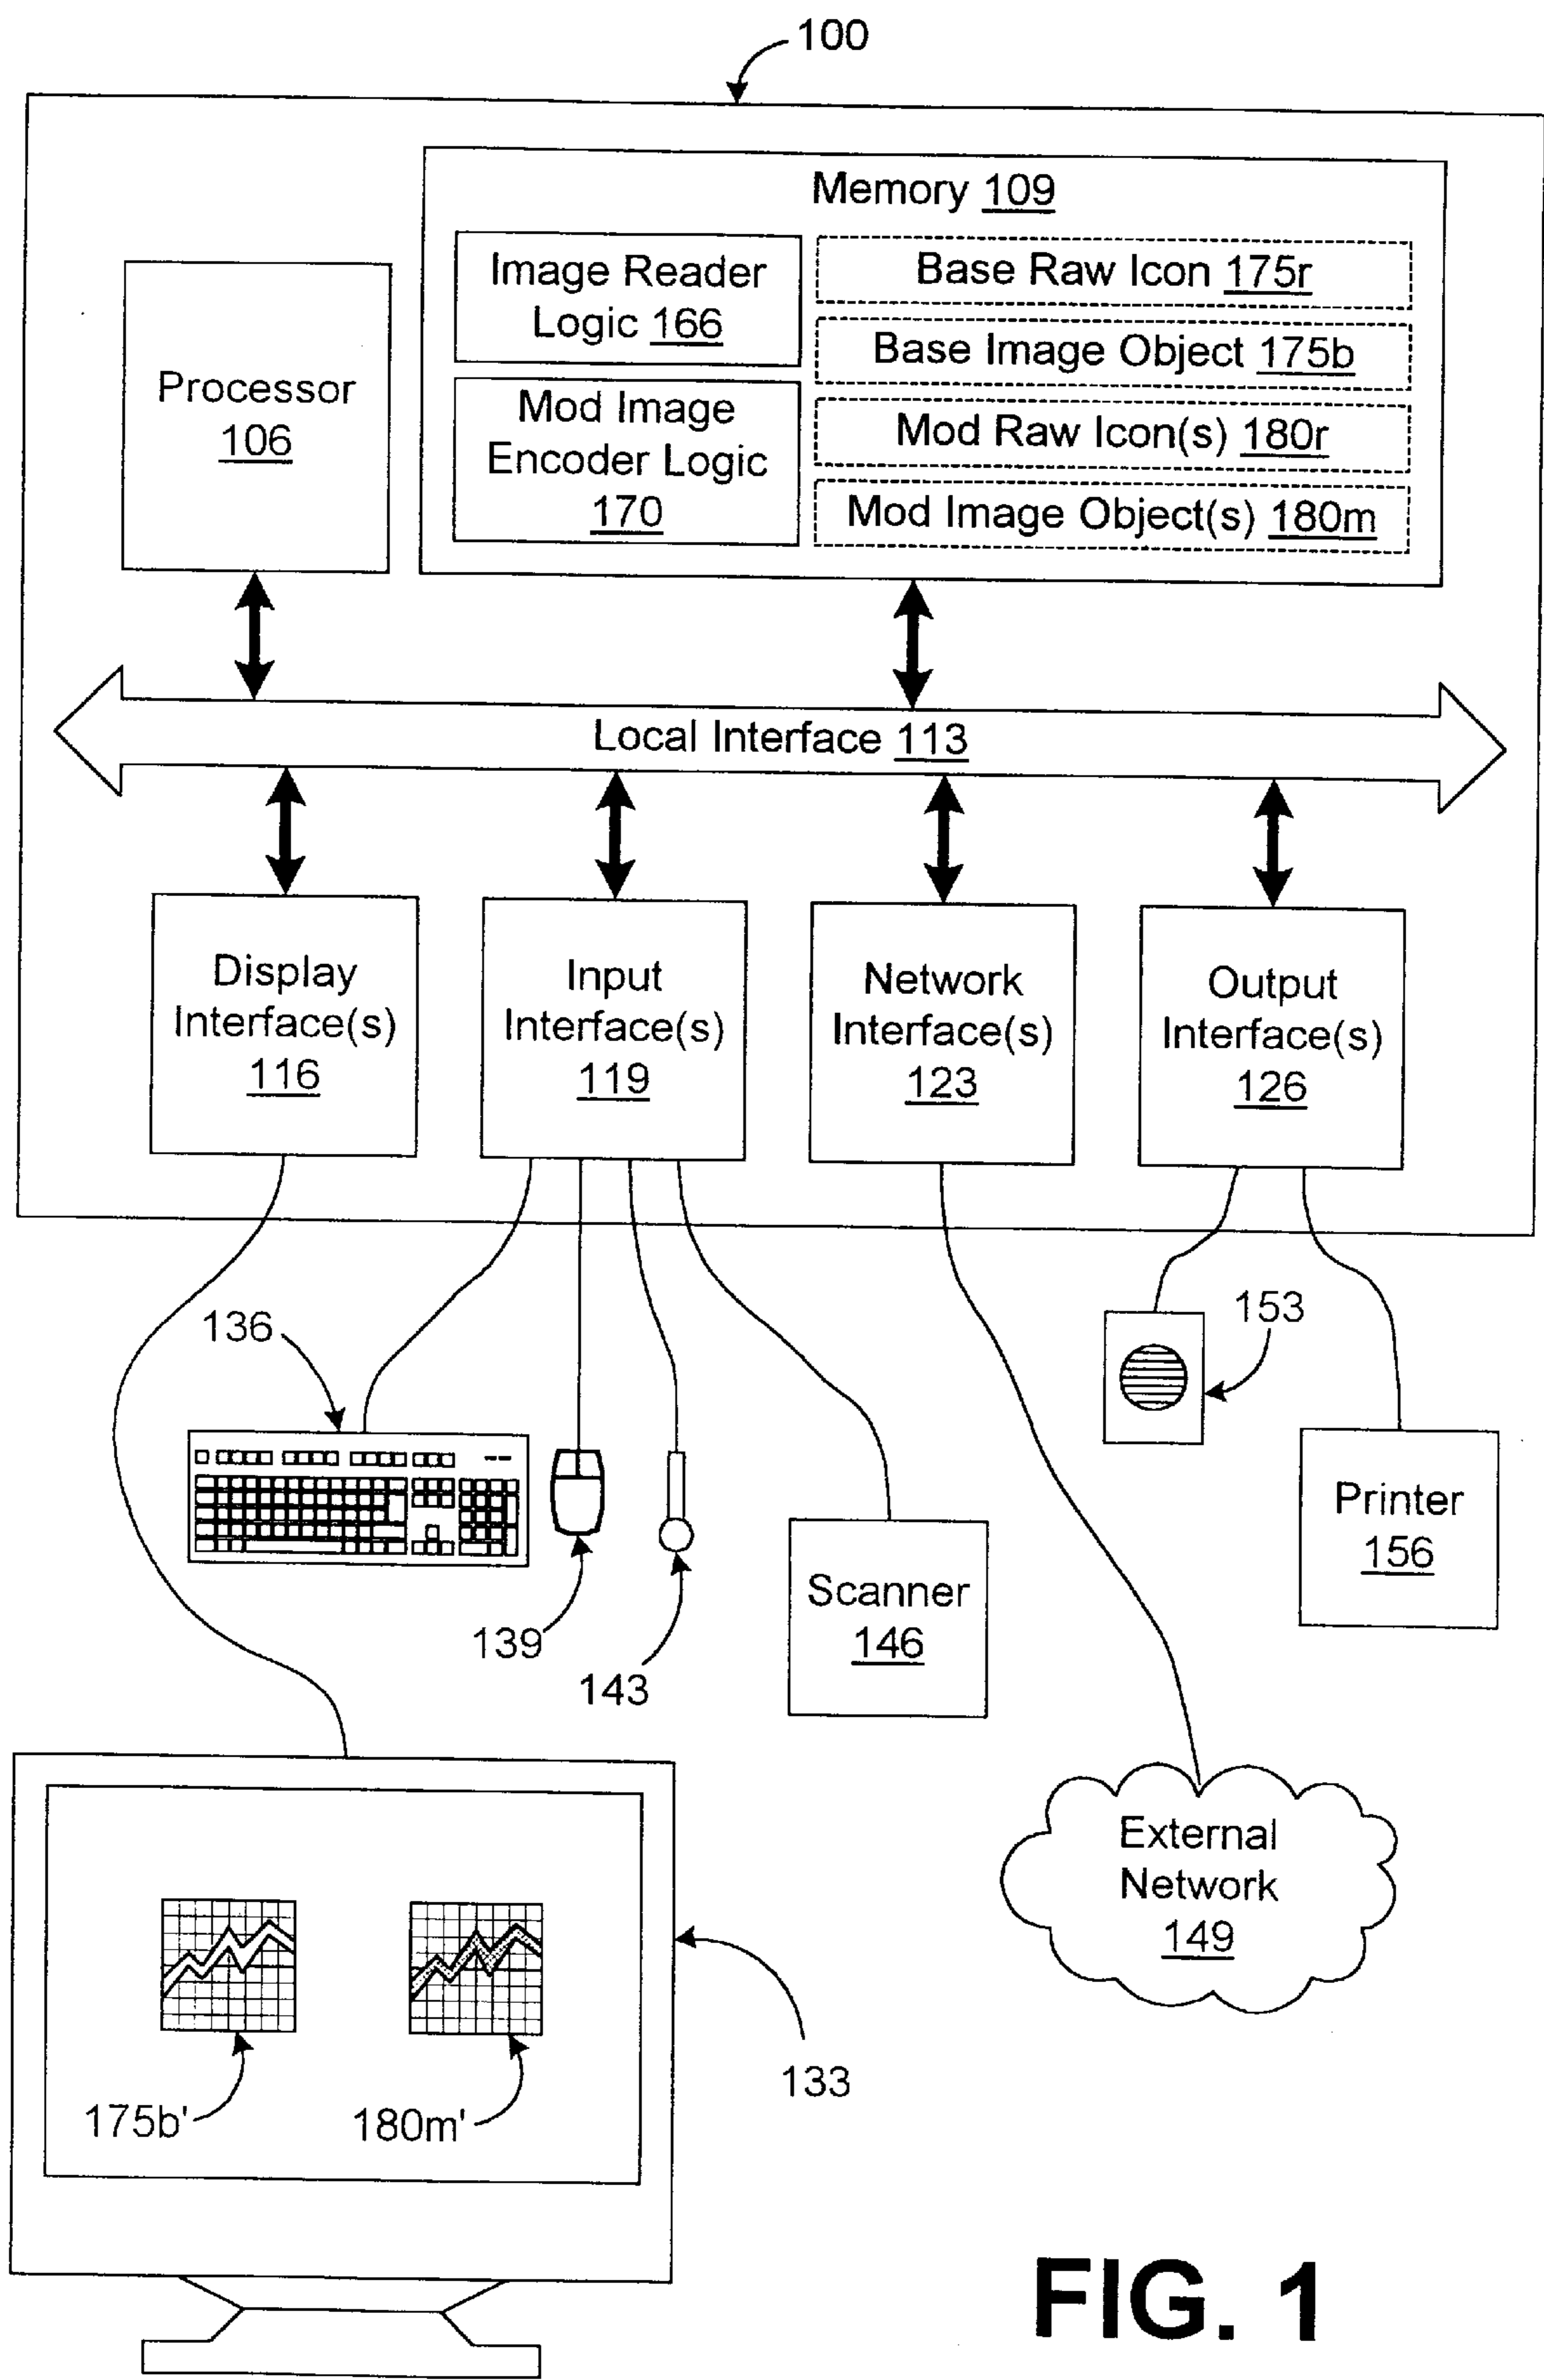 100
Memory 109
Image Reader
Logic 166
Mod Image
Encoder Logic
170
Base Raw Icon 175r
Base Image Object 175b
Mod Raw Icon(s) 180r
Mod Image Object(s) 180m
Processor
106
Local Interface 113
Display
Interface(s)
116
Input
Interface(s)
119
Network
Interface(s)
123
Output
Interface(s)
126
136
139
143
Scanner
146
153
Printer
156
External
Network
149
175b'
180m'
133
FIG. 1